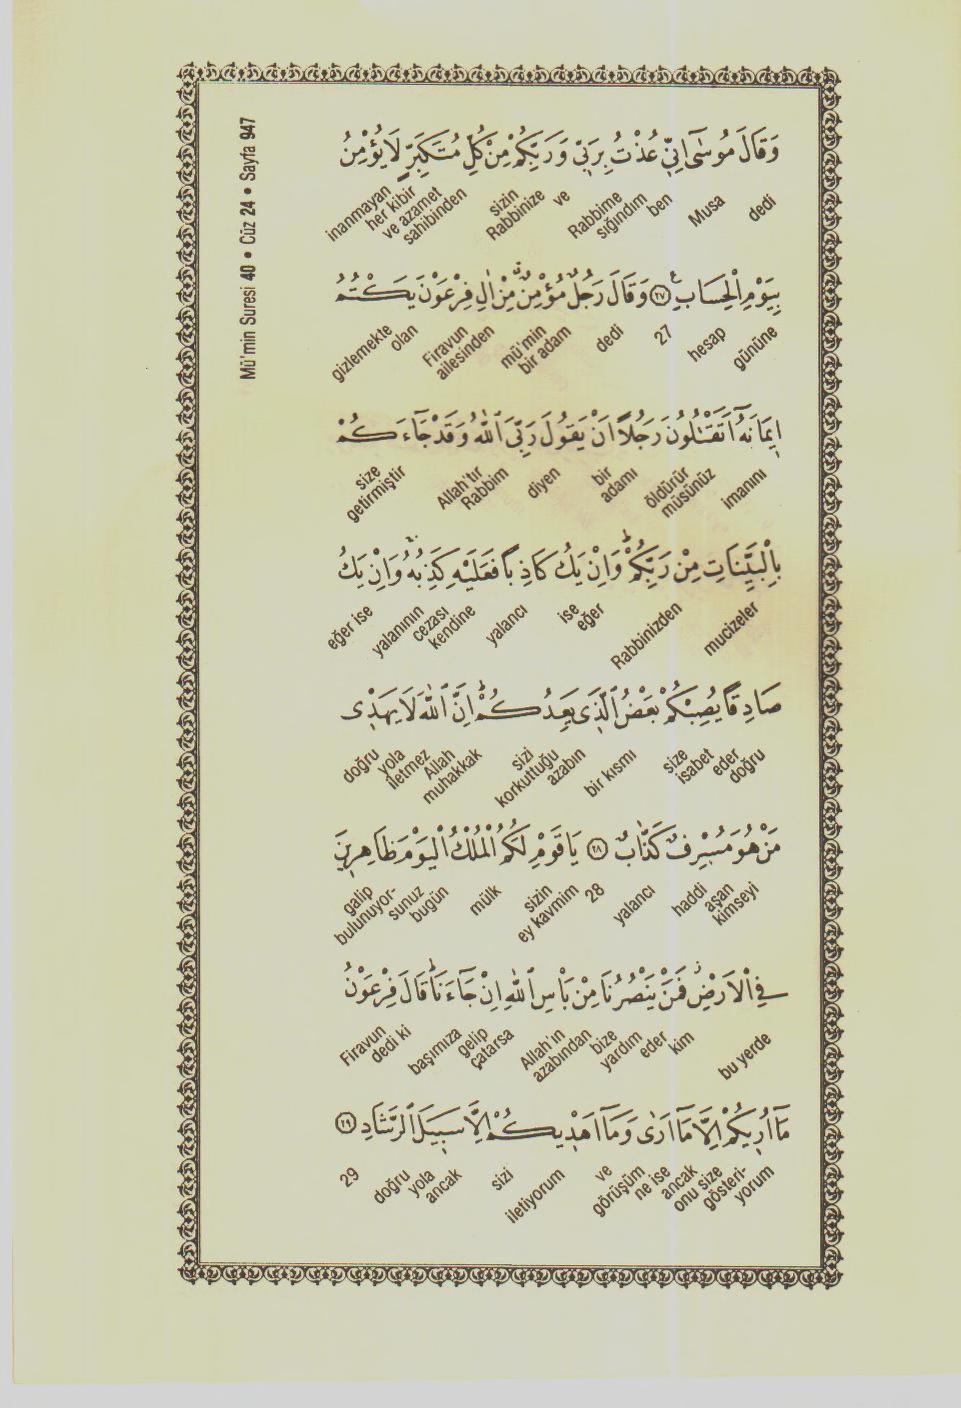 Mü'min Suresi 40 • Cüz 24 • Sayfa 947
وَقَالَ مُوسٰٓى اِنّ۪ي عُذْتُ بِرَبّ۪ي وَرَبِّكُمْ مِنْ كُلِّ مُتَكَبِّرٍ لَا يُؤْمِنُ
dedi Musa ben Rabbime sığındım ve sizin Rabbinize inanmayan her kibir ve azamet sahibinden
بِيَوْمِ الْحِسَابِ ﴿٢٧﴾ وَقَالَ رَجُلٌ مُؤْمِنٌ مِنْ اٰلِ فِرْعَوْنَ يَكْتُمُ
gününe hesap 27 dedi mü'min bir adam Firavun ailesinden olan gizlemekte
ا۪يمَانَهُٓ اَتَقْتُلُونَ رَجُلًا اَنْ يَقُولَ رَبِّيَ اللّٰهُ وَقَدْ جَٓاءَكُمْ
imanını öldürür müsünüz bir adamı diyen Allah'tır Rabbim size getirmiştir
بِالْبَيِّنَاتِ مِنْ رَبِّكُمْۜ وَاِنْ يَكُ كَاذِبًا فَعَلَيْهِ كَذِبُهُۚ وَاِنْ يَكُ
mucizeler Rabbinizden ise eğer yalancı yalanının cezası kendine eğer ise
صَادِقًا يُصِبْكُمْ بَعْضُ الَّذ۪ي يَعِدُكُمْۜ اِنَّ اللّٰهَ لَا يَهْد۪ي
size isabet eder doğru bir kısmı sizi korkuttuğu azabın doğru yola iletmez Allah muhakkak
مَنْ هُوَ مُسْرِفٌ كَذَّابٌ ﴿٢٨﴾ يَا قَوْمِ لَكُمُ الْمُلْكُ الْيَوْمَ ظَاهِر۪ينَ
haddi aşan kimseyi yalancı 28 sizin ey kavmim mülk galip bulunuyor- sunuz bugün
فِي الْاَرْضِۘ فَمَنْ يَنْصُرُنَا مِنْ بَأْسِ اللّٰهِ اِنْ جَٓاءَنَاۜ قَالَ فِرْعَوْنُ
bu yerde bize yardım eder kim Allah'ın azabından başımıza gelip çatarsa Firavun dedi ki
مَٓا اُر۪يكُمْ اِلَّا مَٓا اَرٰى وَمَٓا اَهْد۪يكُمْ اِلَّا سَب۪يلَ الرَّشَادِ ﴿٢٩﴾
ve görüşüm ne ise ancak onu size gösteri- yorum iletiyorum sizi doğru yola ancak 29